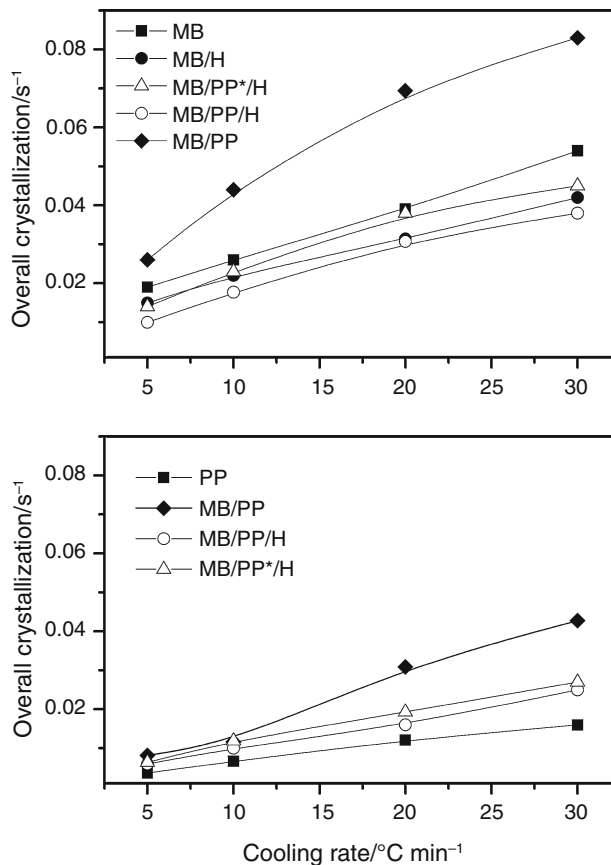 Overall crystallization/s⁻¹
0.08
0.06
0.04
0.02
MB
MB/H
MB/PP*/H
MB/PP/H
MB/PP
5 10 15 20 25 30
Overall crystallization/s⁻¹
0.08
0.06
0.04
0.02
PP
MB/PP
MB/PP/H
MB/PP*/H
5 10 15 20 25 30
Cooling rate/°C min⁻¹